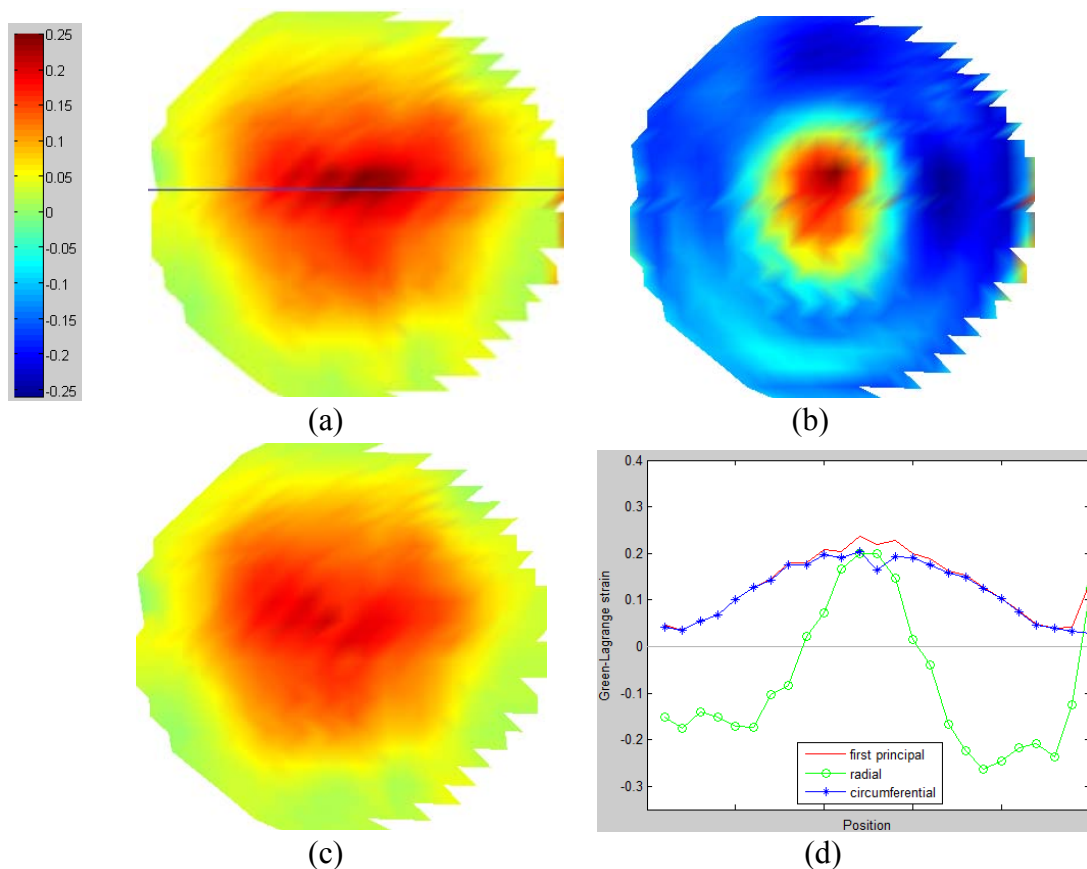 0.25
0.2
0.15
0.1
0.05
0
-0.05
-0.1
-0.15
-0.2
-0.25
(a)
(b)
(c)
0.4
0.3
0.2
0.1
0
-0.1
-0.2
-0.3
Green-Lagrange strain
first principal
radial
circumferential
Position
(d)